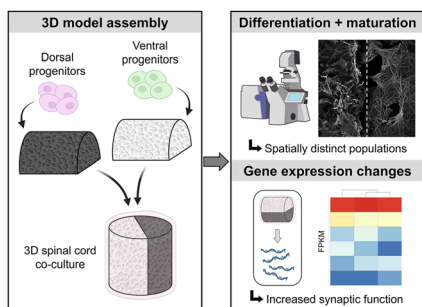 3D model assembly
Dorsal
progenitors
Ventral
progenitors
3D spinal cord
co-culture
Differentiation + maturation
Spatially distinct populations
Gene expression changes
FPKM
Increased synaptic function